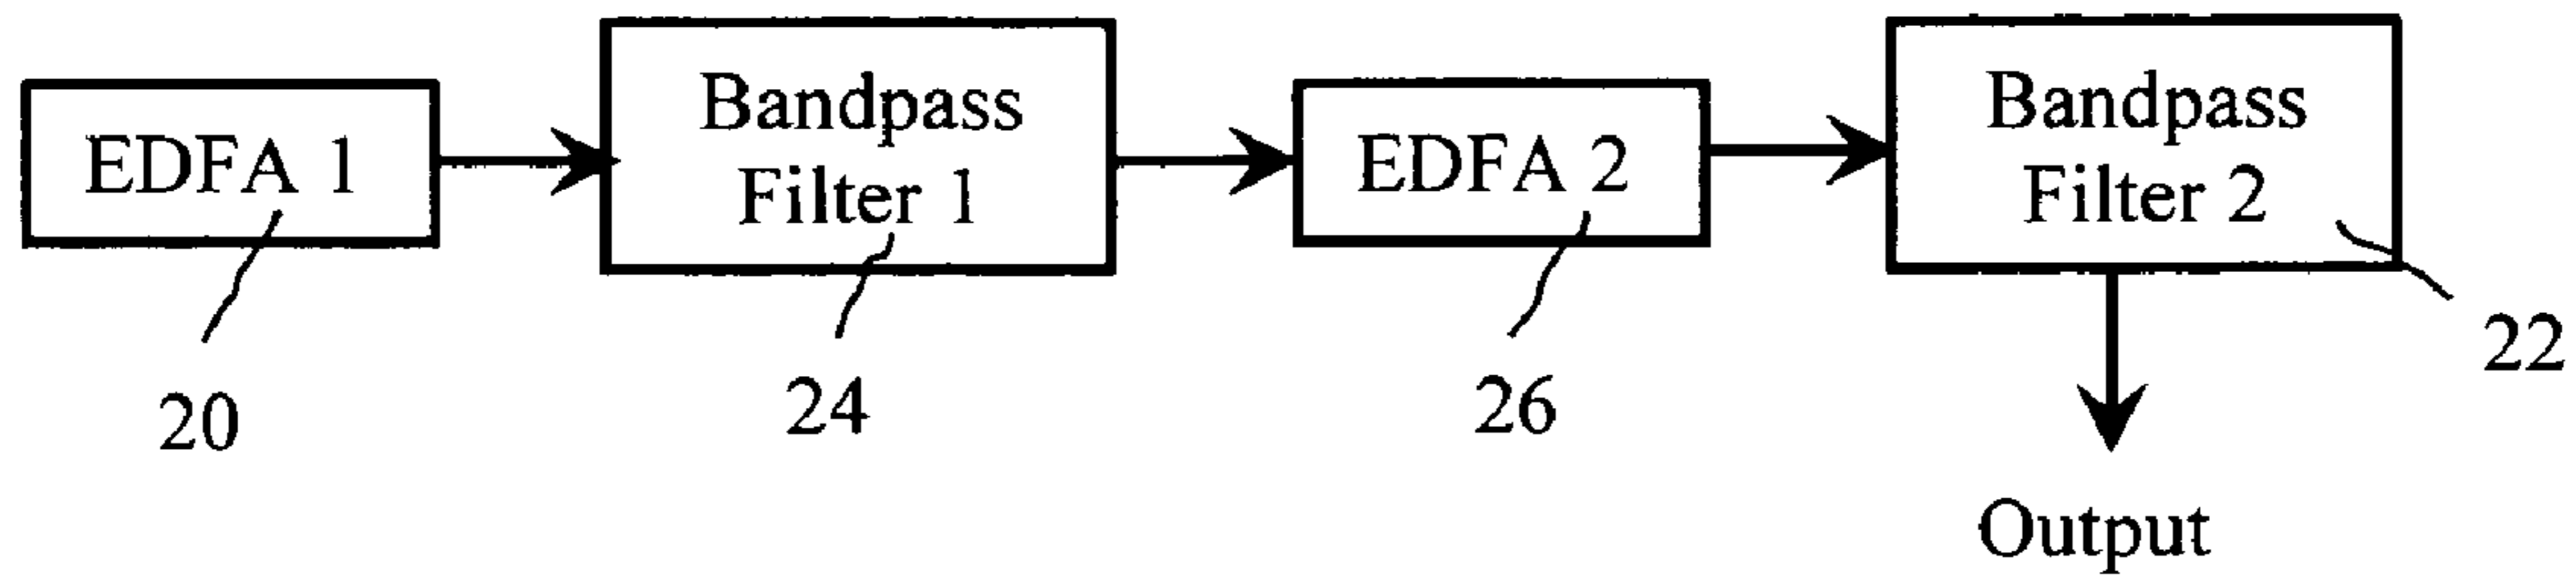 EDFA 1
Bandpass
Filter 1
EDFA 2
Bandpass
Filter 2
20
24
26
22
Output